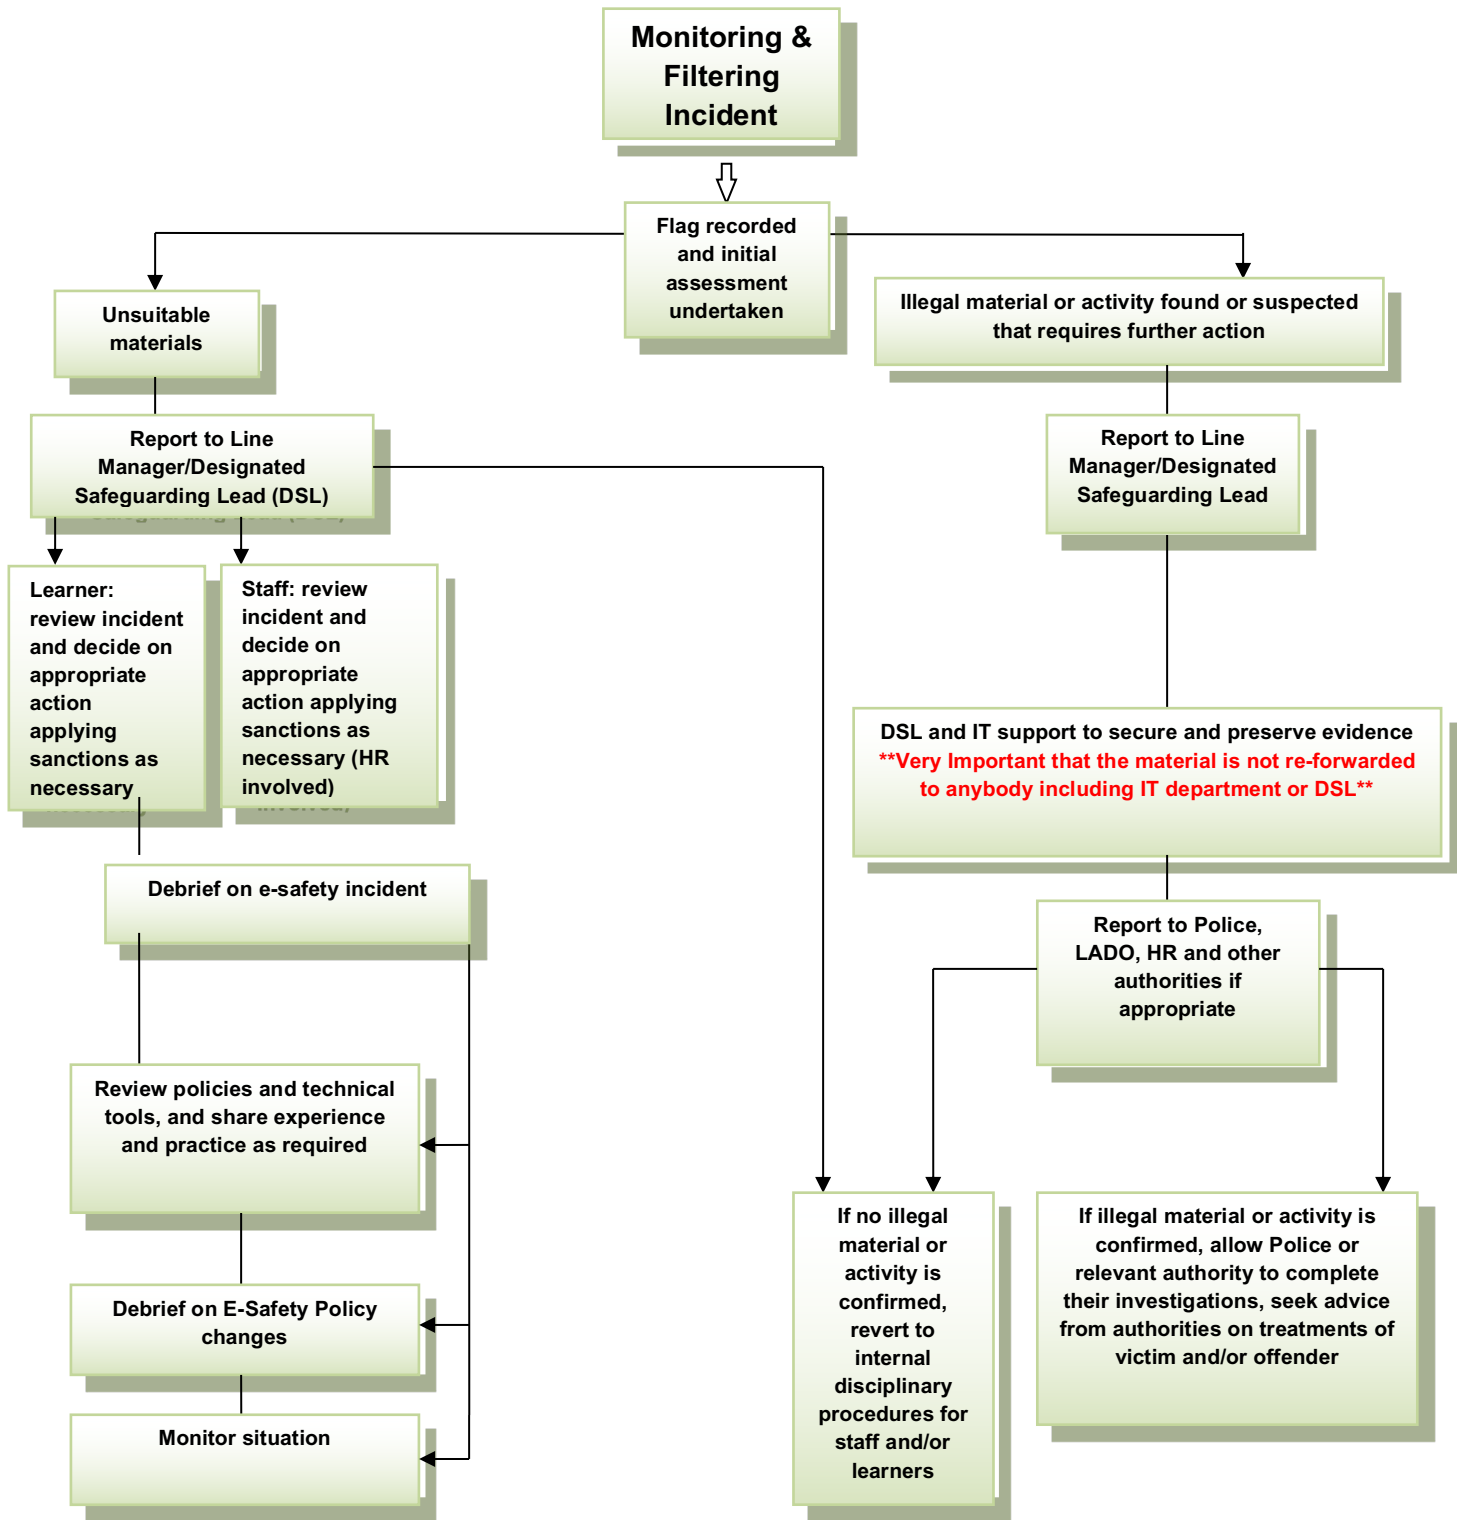 Monitoring &
Filtering
Incident
Flag recorded
and initial
assessment
undertaken
Unsuitable
materials
Illegal material or activity found or suspected
that requires further action
Report to Line
Manager/Designated
Safeguarding Lead (DSL)
Report to Line
Manager/Designated
Safeguarding Lead
Learner:
review incident
and decide on
appropriate
action
applying
sanctions as
necessary
Staff: review
incident and
decide on
appropriate
action applying
sanctions as
necessary (HR
involved)
DSL and IT support to secure and preserve evidence
**Very Important that the material is not re-forwarded
to anybody including IT department or DSL**
Debrief on e-safety incident
Report to Police,
LADO, HR and other
authorities if
appropriate
Review policies and technical
tools, and share experience
and practice as required
If no illegal
material or
activity is
confirmed,
revert to
internal
disciplinary
procedures for
staff and/or
learners
If illegal material or activity is
confirmed, allow Police or
relevant authority to complete
their investigations, seek advice
from authorities on treatments of
victim and/or offender
Debrief on E-Safety Policy
changes
Monitor situation